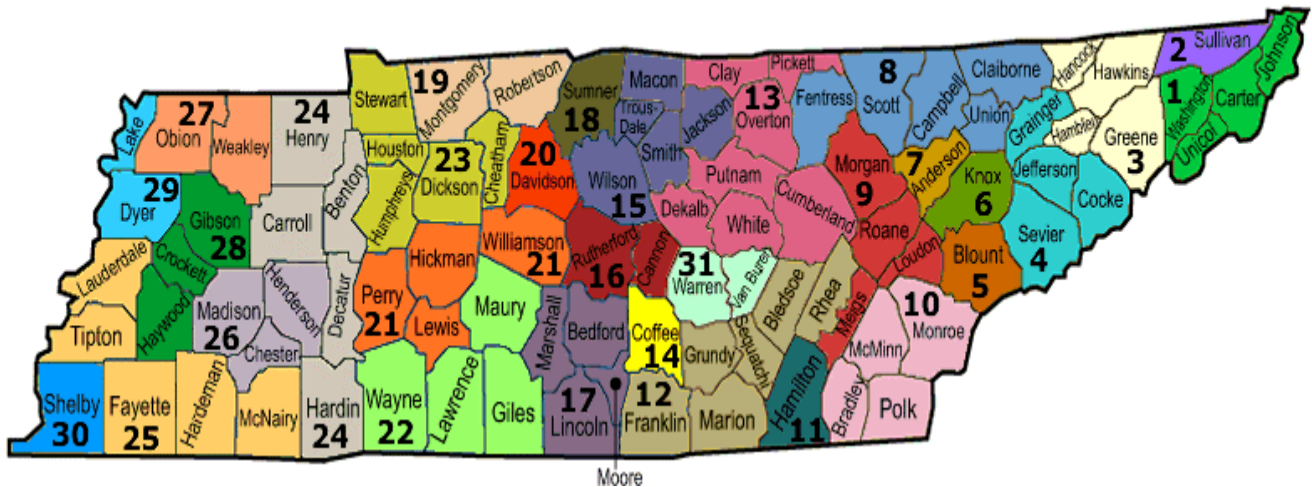 Lake
27
Obion
Weakley
24
Henry
Stewart
19
Montgomery
Robertson
Sumner
18
Macon
Trous-
Dale
Smith
Jackson
Clay
Pickett
13
Overton
Fentress
8
Scott
Campbell
Claiborne
Union
Hancock
Hawkins
2
Sullivan
Johnson
1
Washington
Carter
Unicoi
Grainger
Hamblen
Greene
3
29
Dyer
Gibson
28
Carroll
Benton
Houston
Humphreys
23
Dickson
Cheatham
20
Davidson
Wilson
15
Putnam
Dekalb
White
Cumberland
Morgan
9
Roane
7
Anderson
Knox
6
Jefferson
Cocke
Sevier
4
Blount
5
Loudon
Lauderdale
Crockett
Haywood
Tipton
Madison
26
Henderson
Chester
Decatur
Perry
21
Hickman
Lewis
Williamson
21
Maury
Rutherford
16
Cannon
31
Warren
Van Buren
Bledsoe
Rhea
Meigs
10
Monroe
McMinn
Marshall
Bedford
Coffee
14
Grundy
Sequatchi
Shelby
30
Fayette
25
Hardeman
McNairy
Hardin
24
Wayne
22
Lawrence
Giles
17
Lincoln
12
Franklin
Marion
Hamilton
11
Bradley
Polk
Moore